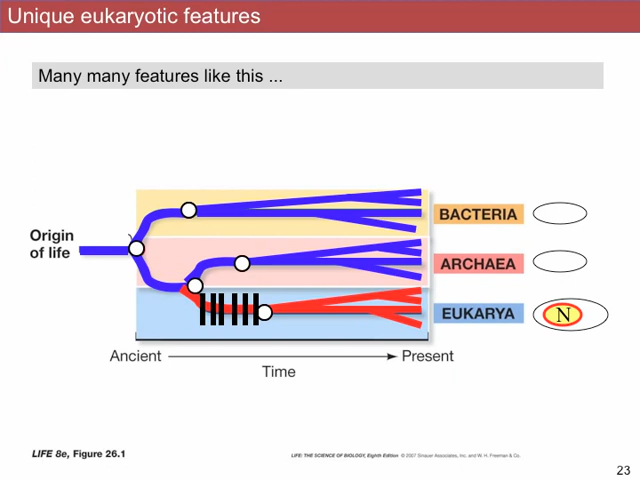 Unique eukaryotic features
Many many features like this ...
Origin
of life
BACTERIA
ARCHAEA
EUKARYA
N
Ancient
Present
Time
LIFE 8e, Figure 26.1
LIFE: THE SCIENCE OF BIOLOGY, Eighth Edition © 2007 Sinauer Associates, Inc. and W. H. Freeman & Co.
23